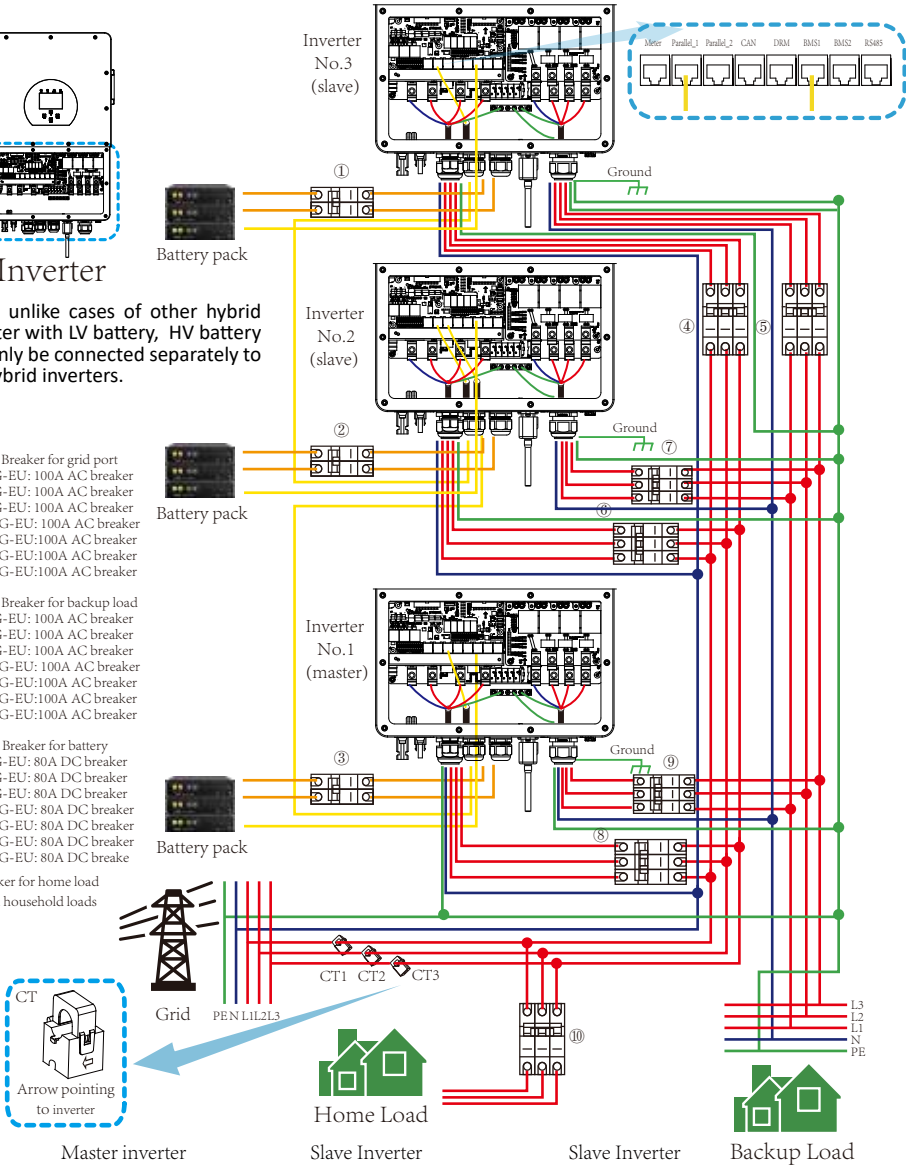 Inverter
No.3
(slave)
Meter Parallel_1 Parallel_2 CAN DRM BMS1 BMS2 RS485
Ground
①
Battery pack
Inverter
unlike cases of other hybrid
ter with LV battery, HV battery
nly be connected separately to
ybrid inverters.
Inverter
No.2
(slave)
④
⑤
②
Ground
⑦
Battery pack
⑥
Breaker for grid port
G-EU: 100A AC breaker
G-EU: 100A AC breaker
G-EU: 100A AC breaker
G-EU: 100A AC breaker
G-EU:100A AC breaker
G-EU:100A AC breaker
G-EU:100A AC breaker
Breaker for backup load
G-EU: 100A AC breaker
G-EU: 100A AC breaker
G-EU: 100A AC breaker
G-EU: 100A AC breaker
G-EU:100A AC breaker
G-EU:100A AC breaker
G-EU:100A AC breaker
Inverter
No.1
(master)
Breaker for battery
G-EU: 80A DC breaker
G-EU: 80A DC breaker
G-EU: 80A DC breaker
G-EU: 80A DC breaker
G-EU: 80A DC breaker
G-EU: 80A DC breaker
G-EU: 80A DC breake
ker for home load
household loads
③
Ground
⑨
Battery pack
⑧
CT1 CT2 CT3
Grid
PE N L1 L2 L3
CT
Arrow pointing
to inverter
⑩
Home Load
L3
L2
L1
N
PE
Backup Load
Master inverter
Slave Inverter
Slave Inverter